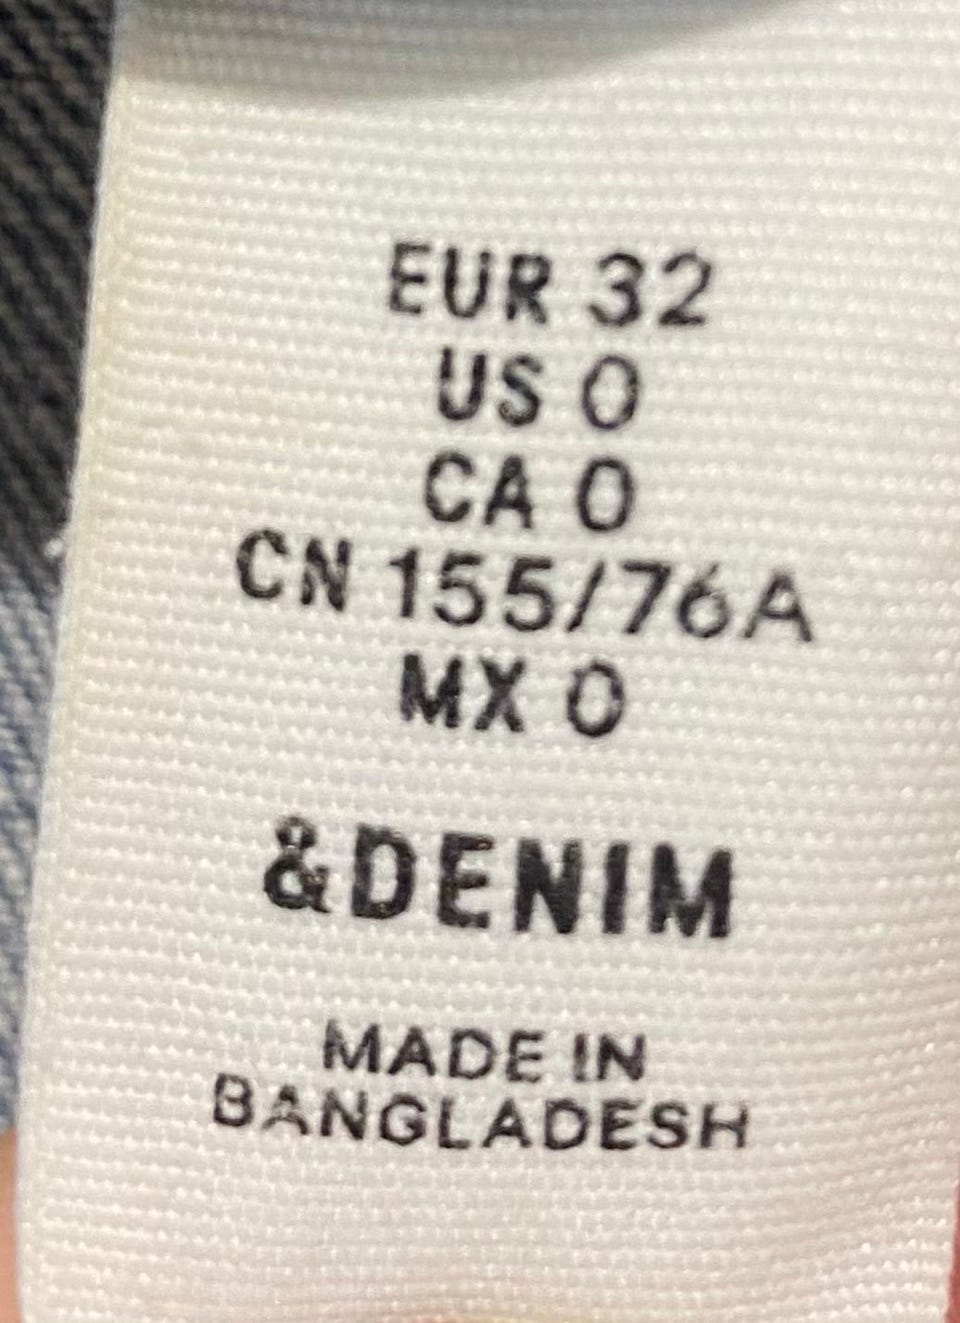 EUR 32
US 0
CA 0
CN 155/76A
MX 0
&DENIM
MADE IN
BANGLADESH